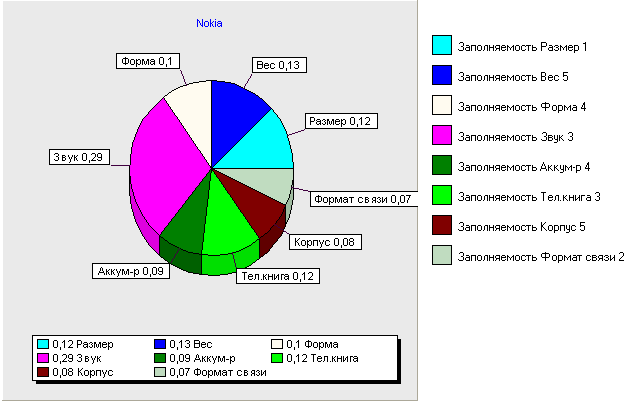 Nokia
Форма 0,1
Вес 0,13
Размер 0,12
Звук 0,29
Формат связи 0,07
Корпус 0,08
Аккум-р 0,09
Тел.книга 0,12
0,12 Размер
0,13 Вес
0,1 Форма
0,29 Звук
0,09 Аккум-р
0,12 Тел.книга
0,08 Корпус
0,07 Формат связи
Заполняемость Размер 1
Заполняемость Вес 5
Заполняемость Форма 4
Заполняемость Звук 3
Заполняемость Аккум-р 4
Заполняемость Тел.книга 3
Заполняемость Корпус 5
Заполняемость Формат связи 2